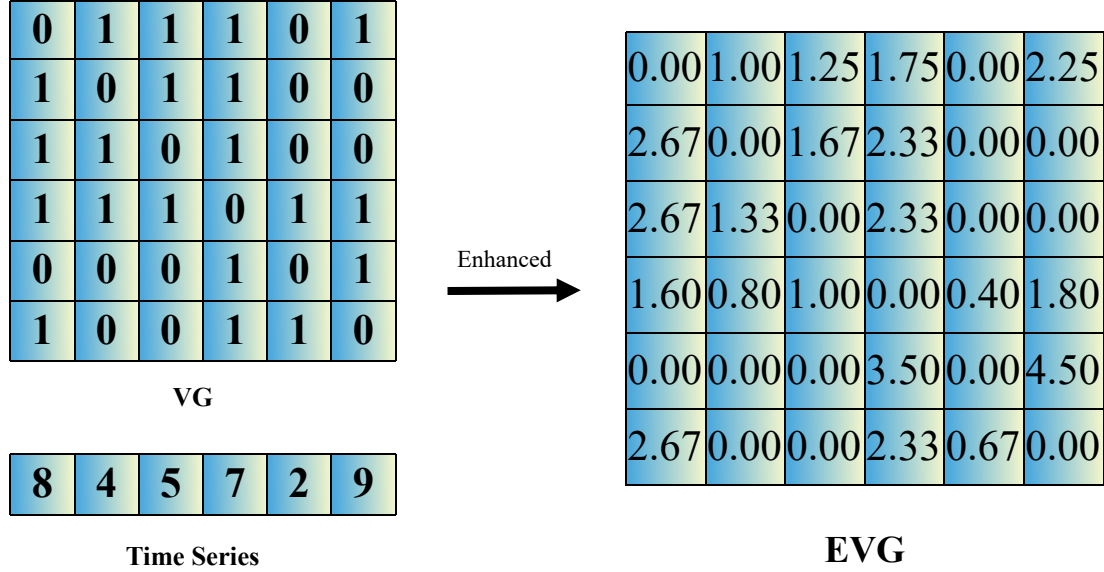 0 1 1 1 0 1
1 0 1 1 0 0
1 1 0 1 0 0
1 1 1 0 1 1
0 0 0 1 0 1
1 0 0 1 1 0
VG
8 4 5 7 2 9
Time Series
Enhanced
0.00 1.00 1.25 1.75 0.00 2.25
2.67 0.00 1.67 2.33 0.00 0.00
2.67 1.33 0.00 2.33 0.00 0.00
1.60 0.80 1.00 0.00 0.40 1.80
0.00 0.00 0.00 3.50 0.00 4.50
2.67 0.00 0.00 2.33 0.67 0.00
EVG